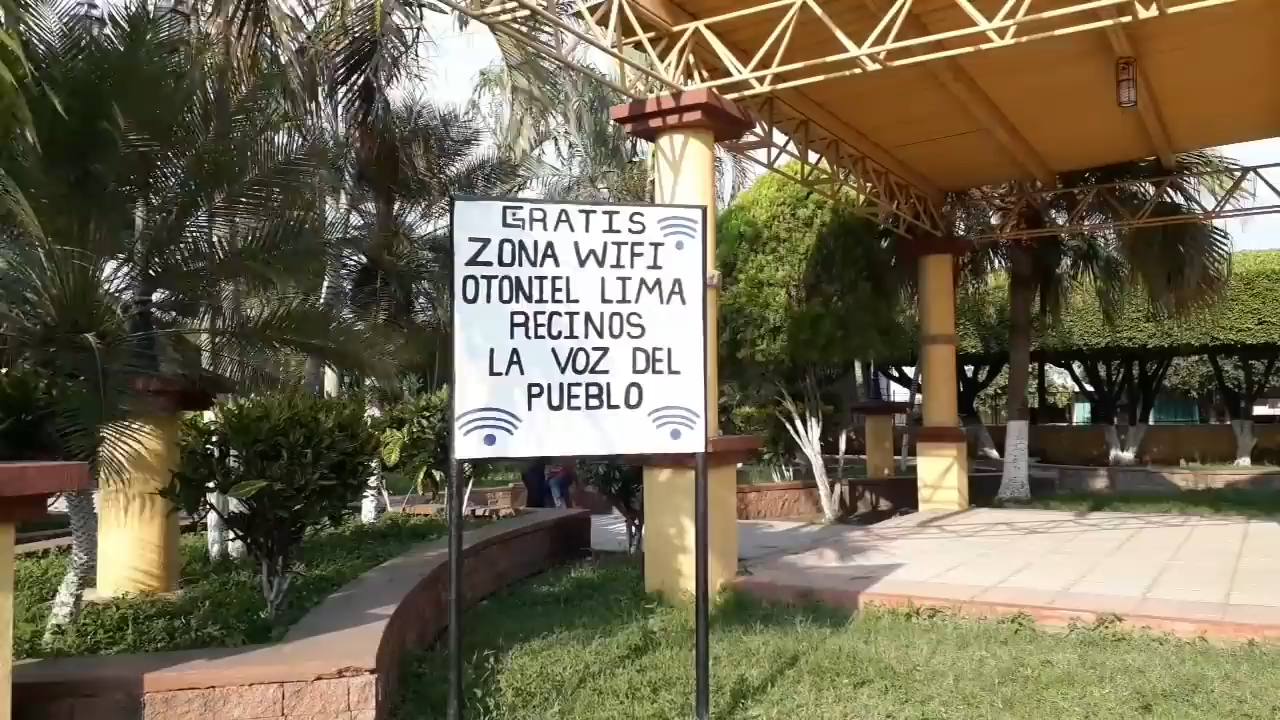 GRATIS
ZONA WIFI
OTONIEL LIMA
RECINOS
LA VOZ DEL
PUEBLO